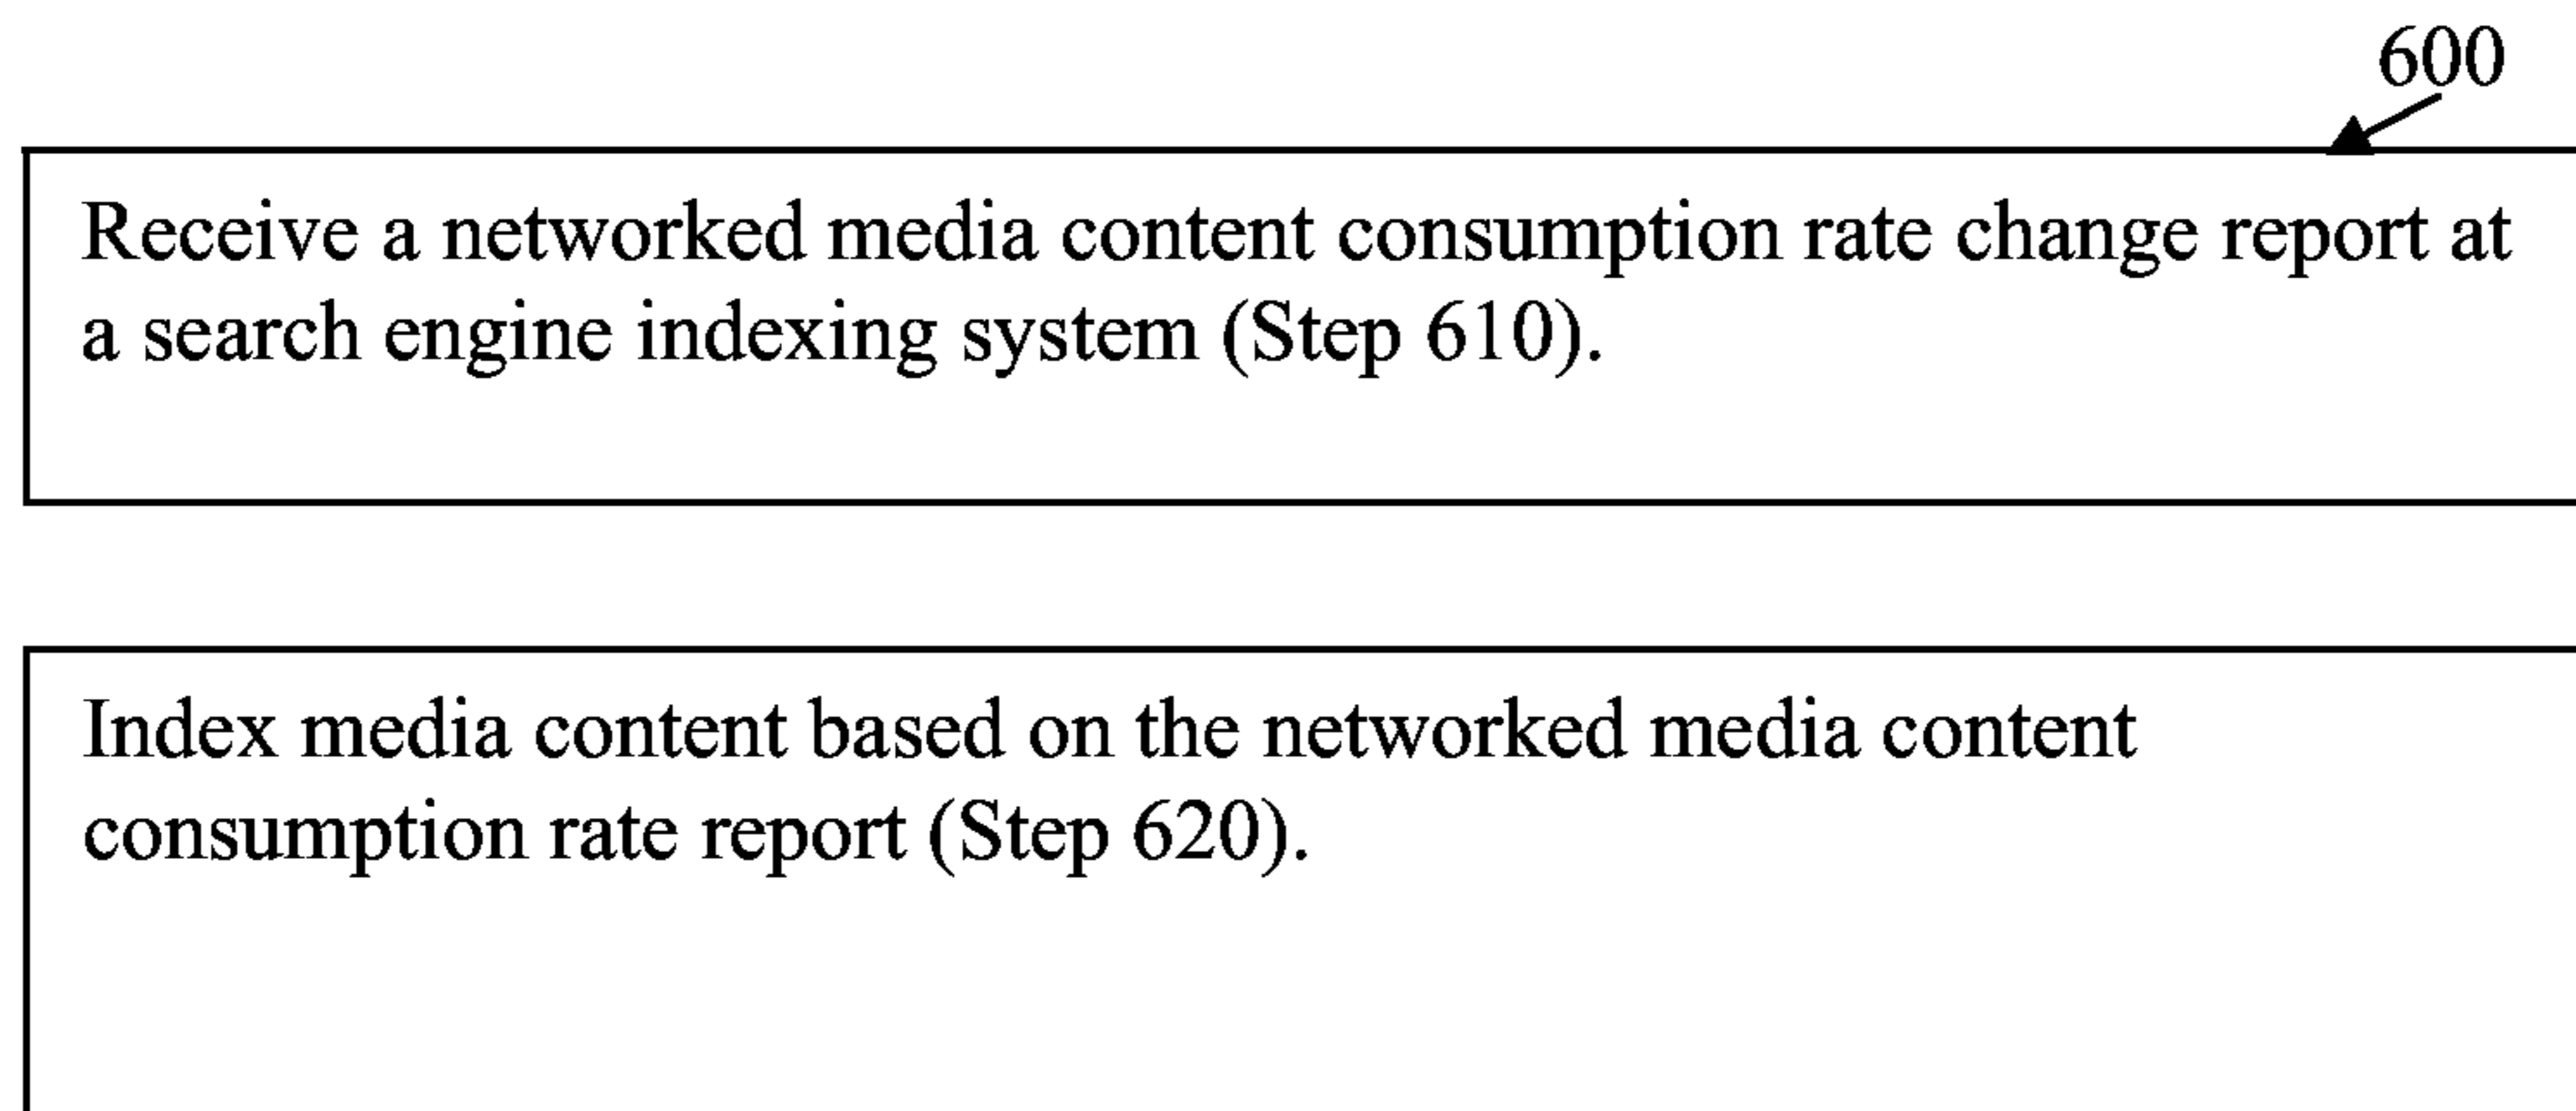 600
Receive a networked media content consumption rate change report at
a search engine indexing system (Step 610).
Index media content based on the networked media content
consumption rate report (Step 620).